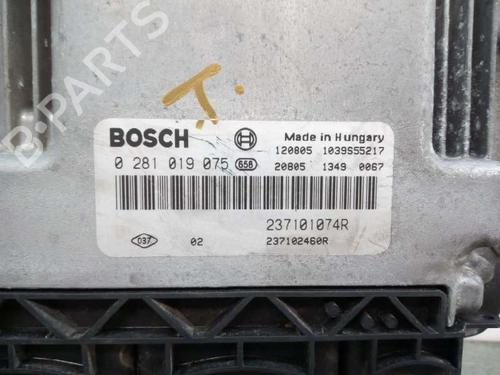 B-PARTS
T.
BOSCH
Made in Hungary
120805 1039S55217
0 281 019 075 658
20805 1349 0067
237101074R
037 02 237102460R